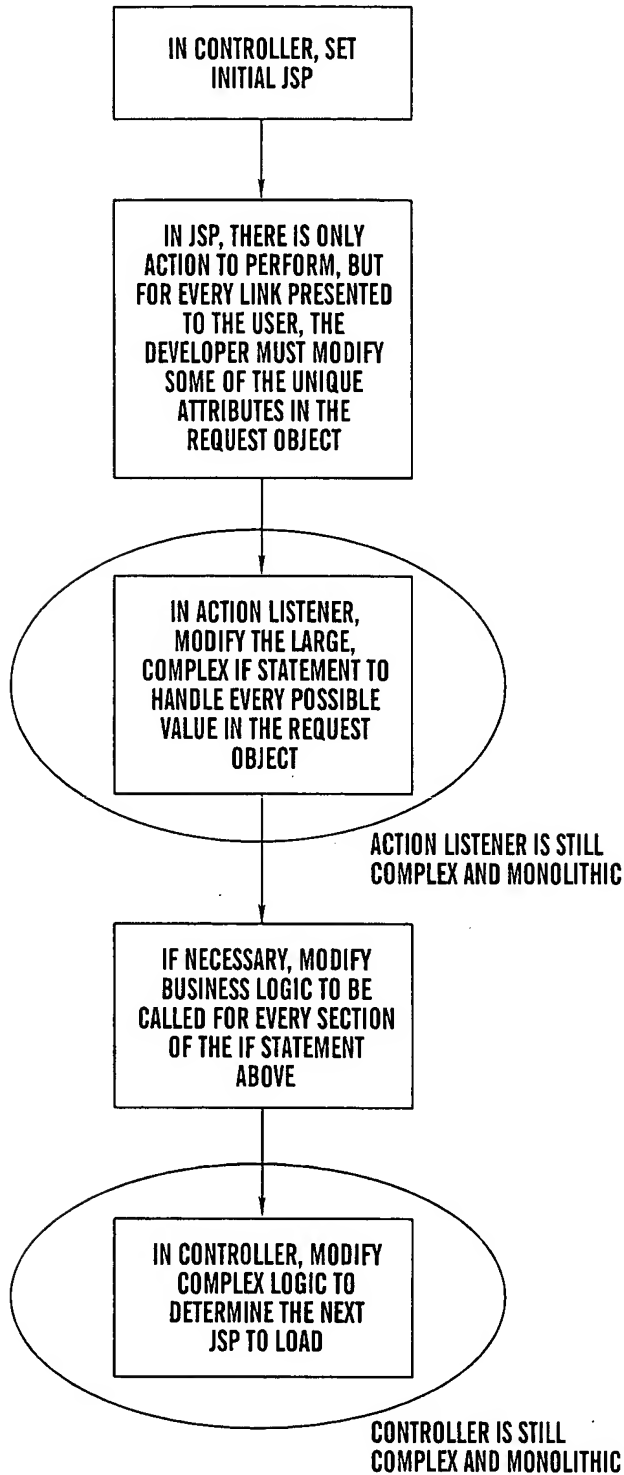 IN CONTROLLER, SET
INITIAL JSP
IN JSP, THERE IS ONLY
ACTION TO PERFORM, BUT
FOR EVERY LINK PRESENTED
TO THE USER, THE
DEVELOPER MUST MODIFY
SOME OF THE UNIQUE
ATTRIBUTES IN THE
REQUEST OBJECT
IN ACTION LISTENER,
MODIFY THE LARGE,
COMPLEX IF STATEMENT TO
HANDLE EVERY POSSIBLE
VALUE IN THE REQUEST
OBJECT
ACTION LISTENER IS STILL
COMPLEX AND MONOLITHIC
IF NECESSARY, MODIFY
BUSINESS LOGIC TO BE
CALLED FOR EVERY SECTION
OF THE IF STATEMENT
ABOVE
IN CONTROLLER, MODIFY
COMPLEX LOGIC TO
DETERMINE THE NEXT
JSP TO LOAD
CONTROLLER IS STILL
COMPLEX AND MONOLITHIC